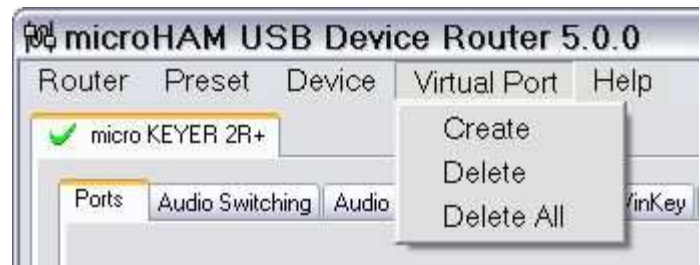 microHAM USB Device Router 5.0.0
Router Preset Device Virtual Port Help
micro KEYER 2R+
Create
Delete
Delete All
Ports Audio Switching Audio